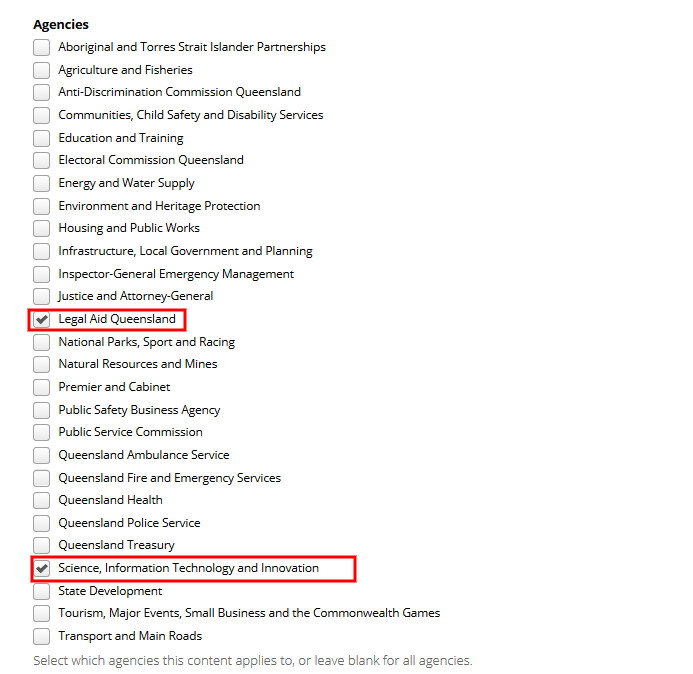 Agencies
Aboriginal and Torres Strait Islander Partnerships
Agriculture and Fisheries
Anti-Discrimination Commission Queensland
Communities, Child Safety and Disability Services
Education and Training
Electoral Commission Queensland
Energy and Water Supply
Environment and Heritage Protection
Housing and Public Works
Infrastructure, Local Government and Planning
Inspector-General Emergency Management
Justice and Attorney-General
Legal Aid Queensland
National Parks, Sport and Racing
Natural Resources and Mines
Premier and Cabinet
Public Safety Business Agency
Public Service Commission
Queensland Ambulance Service
Queensland Fire and Emergency Services
Queensland Health
Queensland Police Service
Queensland Treasury
Science, Information Technology and Innovation
State Development
Tourism, Major Events, Small Business and the Commonwealth Games
Transport and Main Roads
Select which agencies this content applies to, or leave blank for all agencies.